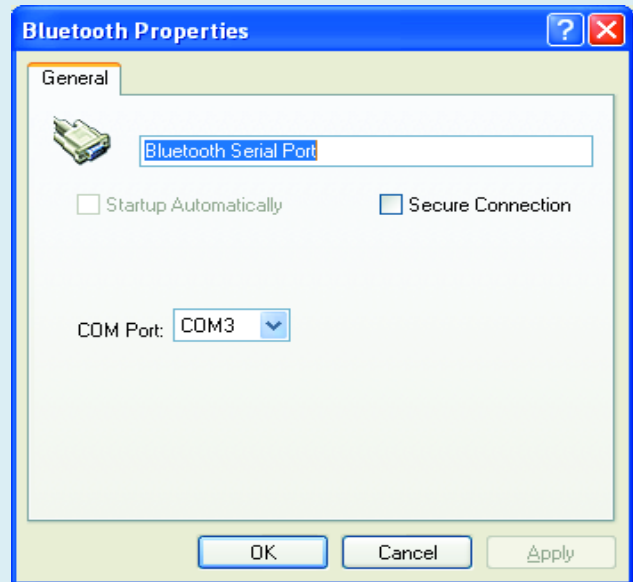 Bluetooth Properties
General
Bluetooth Serial Port
Startup Automatically Secure Connection
COM Port: COM3
OK Cancel Apply